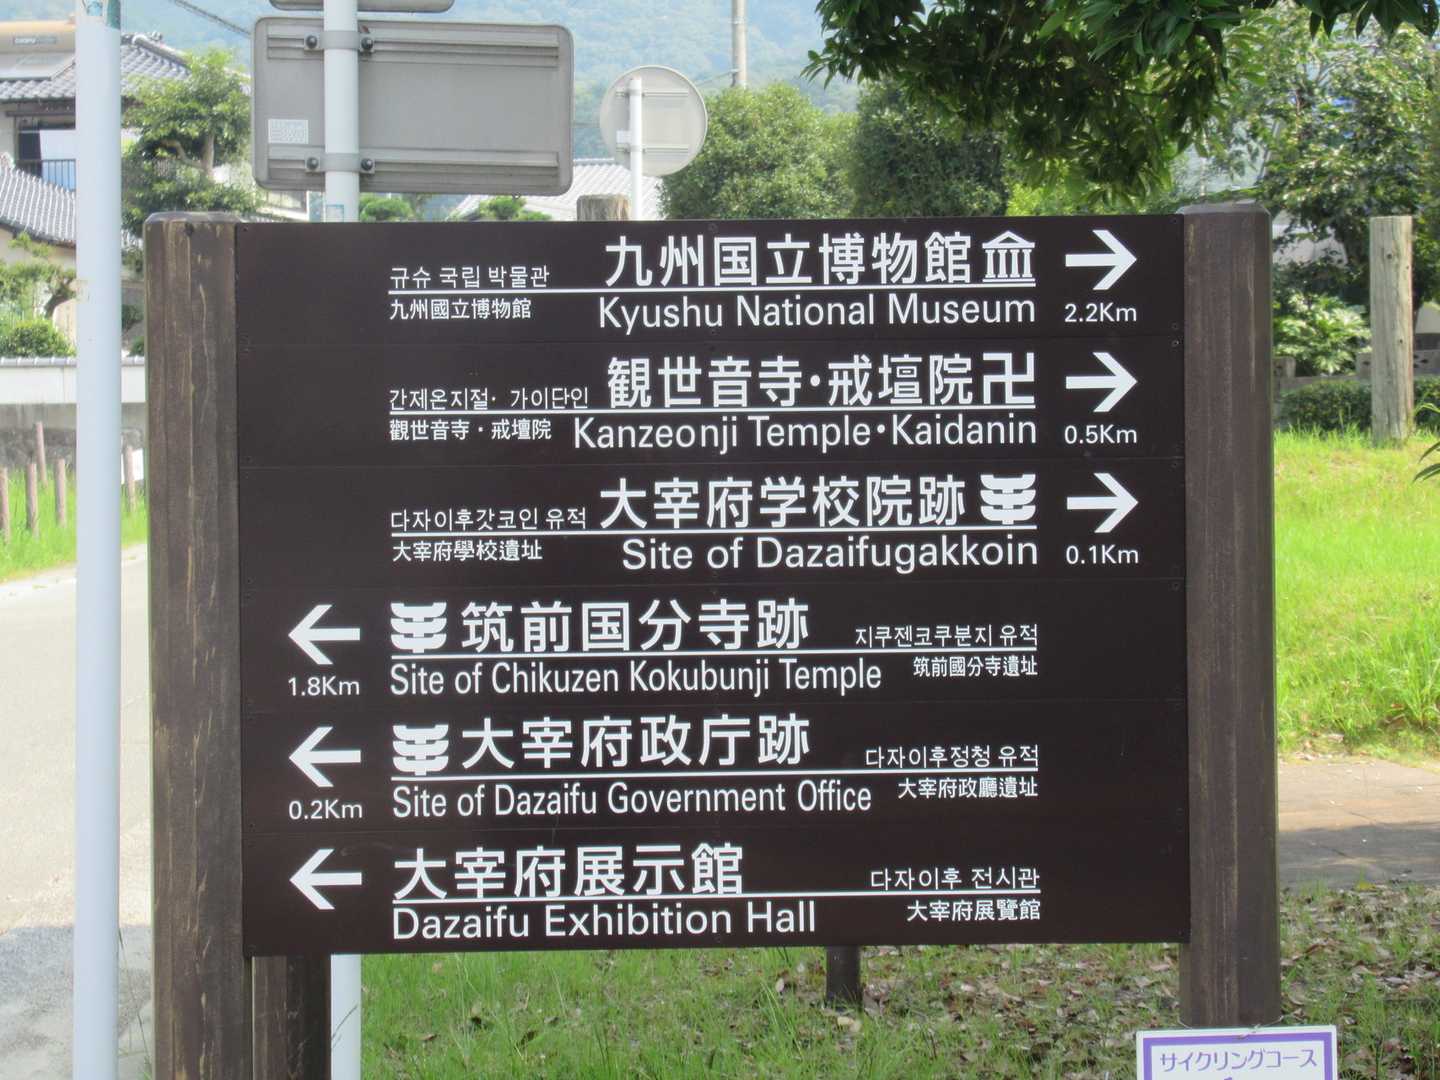 규슈 국립 박물관 九州国立博物館
九州國立博物館 Kyushu National Museum 2.2Km
간제온지절· 가이단인 観世音寺・戒壇院卍
觀世音寺・戒壇院 Kanzeonji Temple・Kaidanin 0.5Km
다자이후갓코인 유적 大宰府学校院跡
大宰府學校遺址 Site of Dazaifugakkoin 0.1Km
筑前国分寺跡 지쿠젠코쿠분지 유적
1.8Km Site of Chikuzen Kokubunji Temple 筑前國分寺遺址
大宰府政庁跡 다자이후정청 유적
0.2Km Site of Dazaifu Government Office 大宰府政廳遺址
大宰府展示館 다자이후 전시관
Dazaifu Exhibition Hall 大宰府展覽館
サイクリングコース